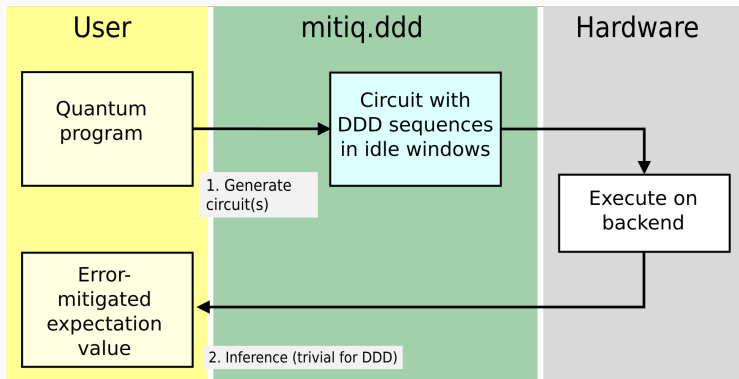 User
mitiq.ddd
Hardware
Quantum
program
Circuit with
DDD sequences
in idle windows
1. Generate
circuit(s)
Execute on
backend
Error-
mitigated
expectation
value
2. Inference (trivial for DDD)